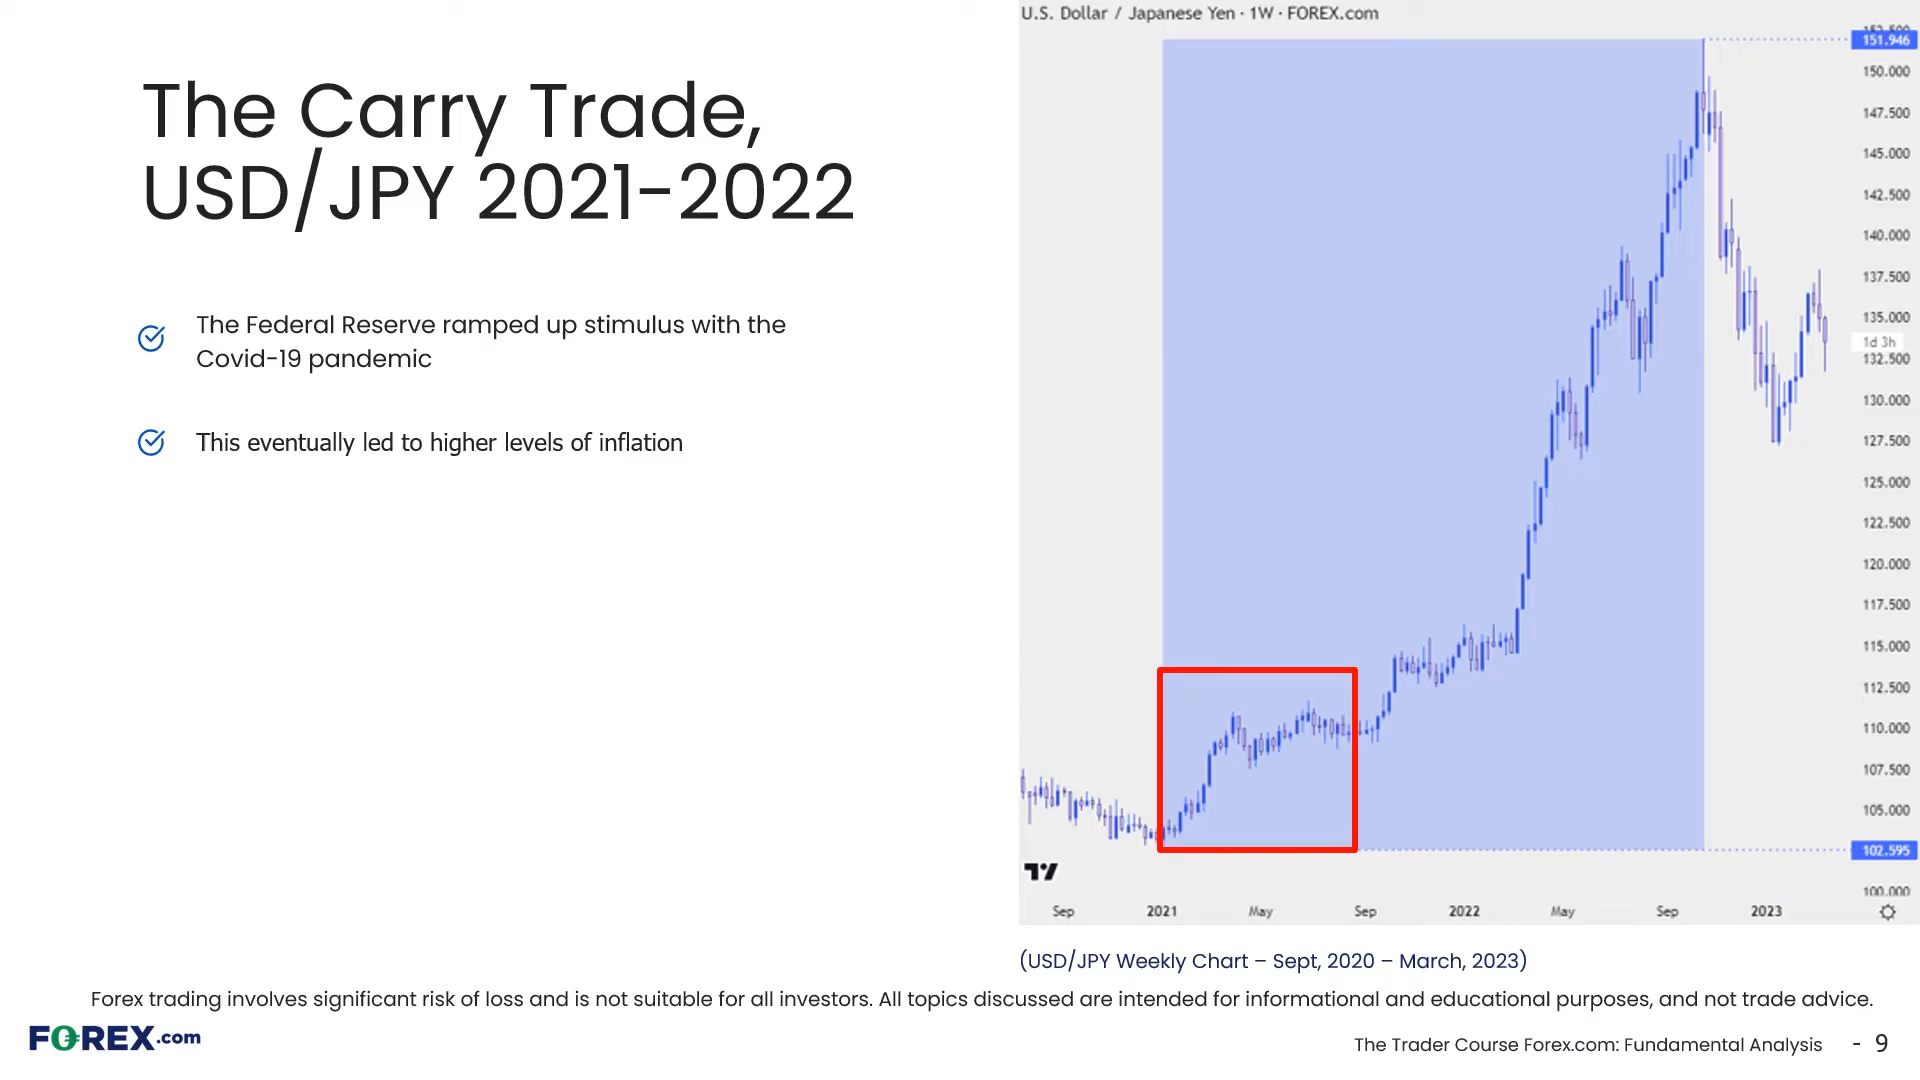 U.S. Dollar / Japanese Yen · 1W · FOREX.com
The Carry Trade,
USD/JPY 2021-2022
The Federal Reserve ramped up stimulus with the
Covid-19 pandemic
This eventually led to higher levels of inflation
152.500
151.946
150.000
147.500
145.000
142.500
140.000
137.500
135.000
1d 3h
132.500
130.000
127.500
125.000
122.500
120.000
117.500
115.000
112.500
110.000
107.500
105.000
102.595
100.000
Sep 2021 May Sep 2022 May Sep 2023
(USD/JPY Weekly Chart – Sept, 2020 – March, 2023)
Forex trading involves significant risk of loss and is not suitable for all investors. All topics discussed are intended for informational and educational purposes, and not trade advice.
FOREX.com
The Trader Course Forex.com: Fundamental Analysis - 9